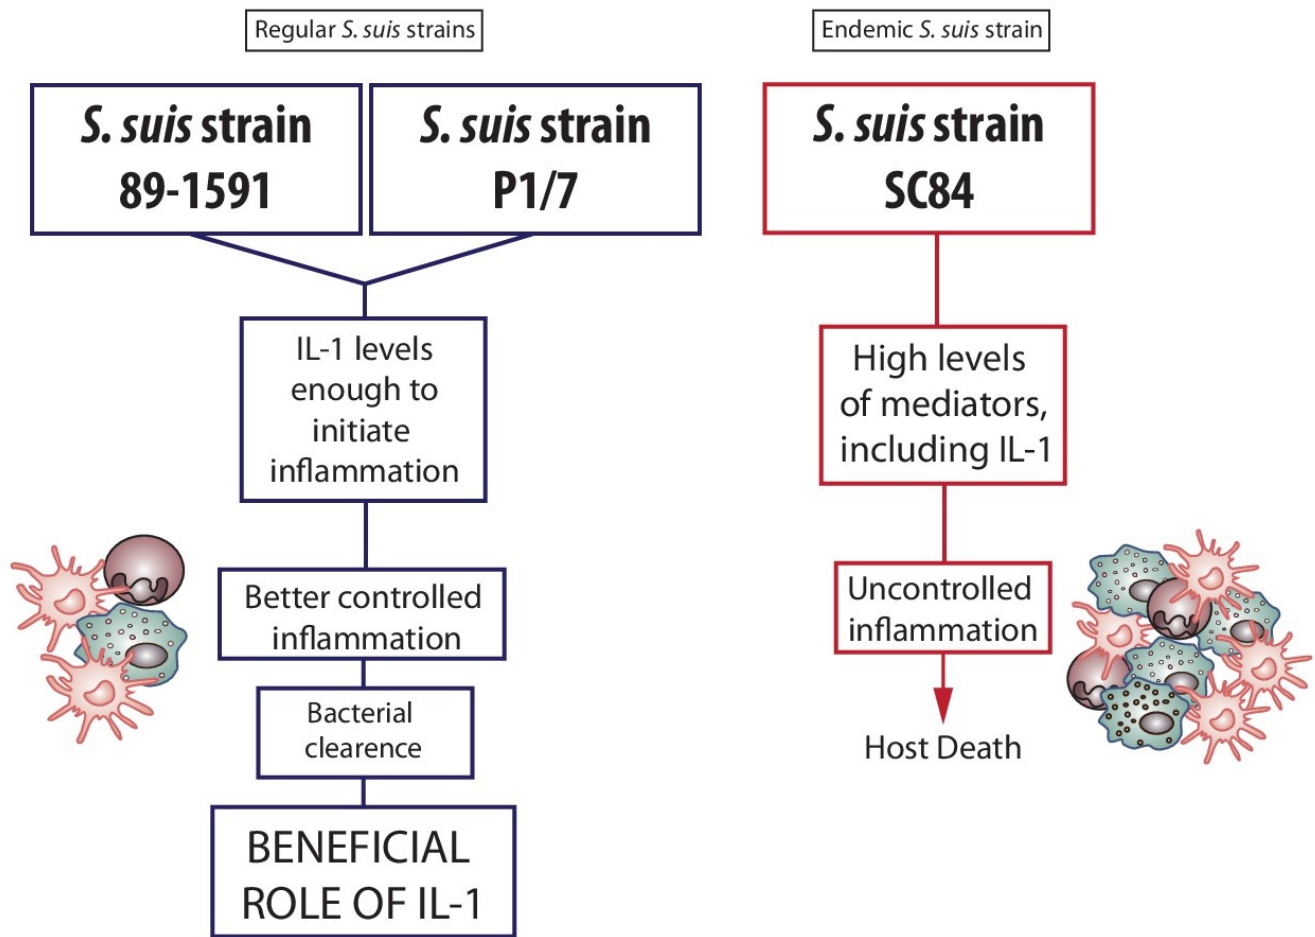 Regular S. suis strains
S. suis strain
89-1591
S. suis strain
P1/7
IL-1 levels
enough to
initiate
inflammation
Better controlled
inflammation
Bacterial
clearence
BENEFICIAL
ROLE OF IL-1
Endemic S. suis strain
S. suis strain
SC84
High levels
of mediators,
including IL-1
Uncontrolled
inflammation
Host Death